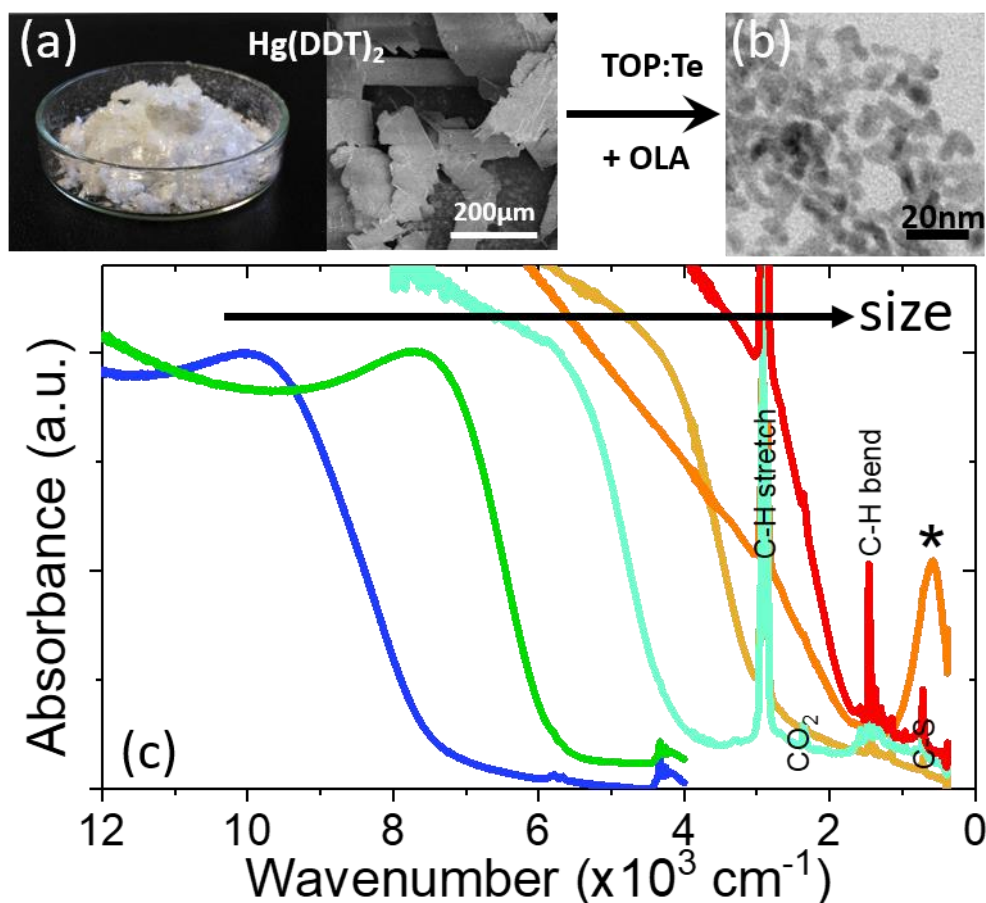 (a)
Hg(DDT)₂
200µm
TOP:Te
+ OLA
(b)
20nm
size
C-H stretch
C-H bend
*
CO₂
C-S
(c)
Absorbance (a.u.)
12 10 8 6 4 2 0
Wavenumber (x10³ cm⁻¹)